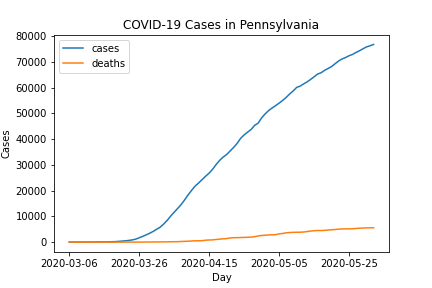 COVID-19 Cases in Pennsylvania
80000
70000
60000
50000
40000
30000
20000
10000
0
Cases
cases
deaths
2020-03-06 2020-03-26 2020-04-15 2020-05-05 2020-05-25
Day